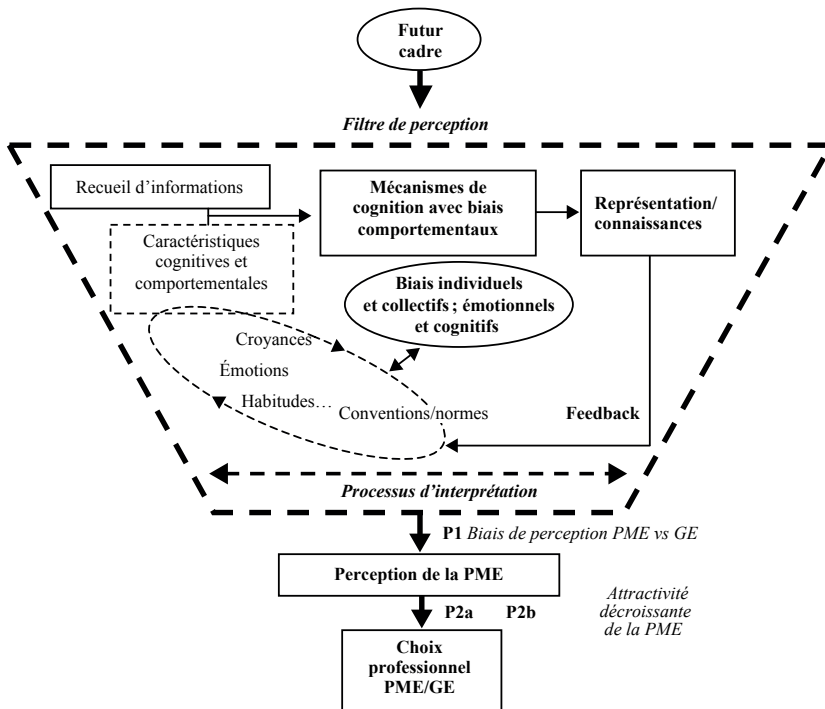 Futur
cadre
Filtre de perception
Recueil d'informations
Mécanismes de
cognition avec biais
comportementaux
Représentation/
connaissances
Caractéristiques
cognitives et
comportementales
Biais individuels
et collectifs ; émotionnels
et cognitifs
Croyances
Émotions
Habitudes…
Conventions/normes
Feedback
Processus d'interprétation
P1 Biais de perception PME vs GE
Perception de la PME
P2a P2b
Attractivité
décroissante
de la PME
Choix
professionnel
PME/GE